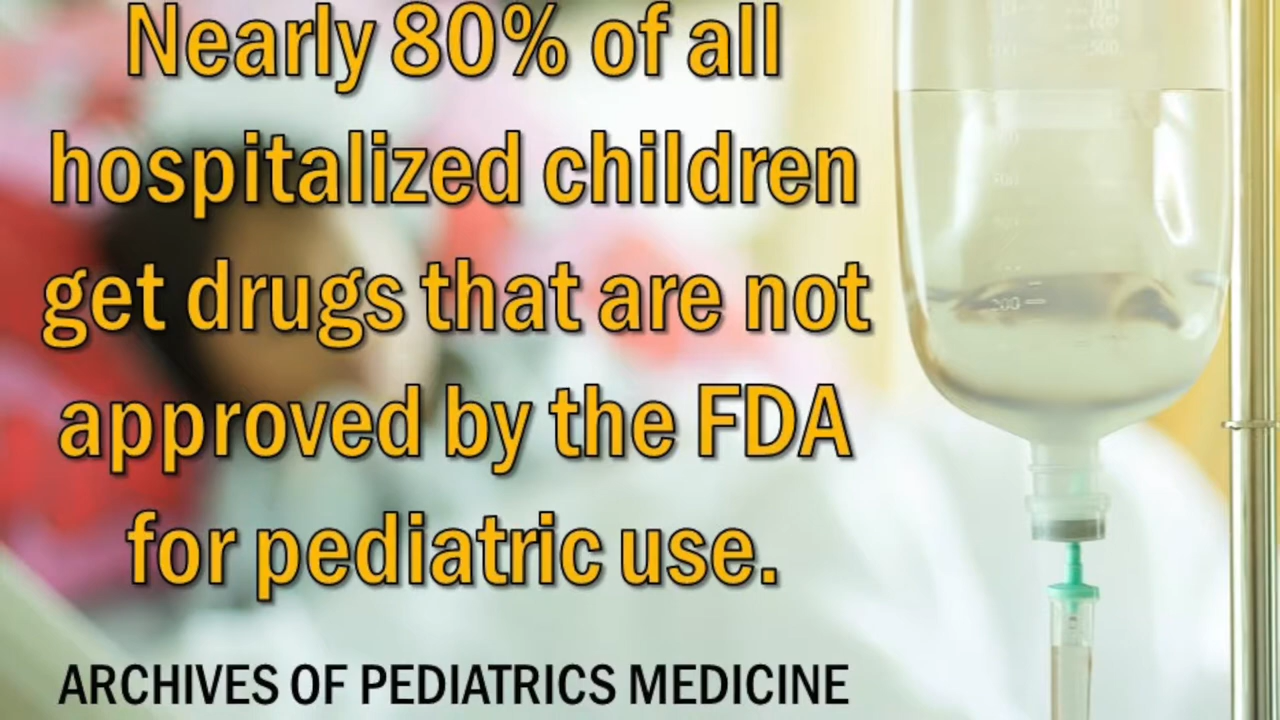 Nearly 80% of all
hospitalized children
get drugs that are not
approved by the FDA
for pediatric use.
ARCHIVES OF PEDIATRICS MEDICINE